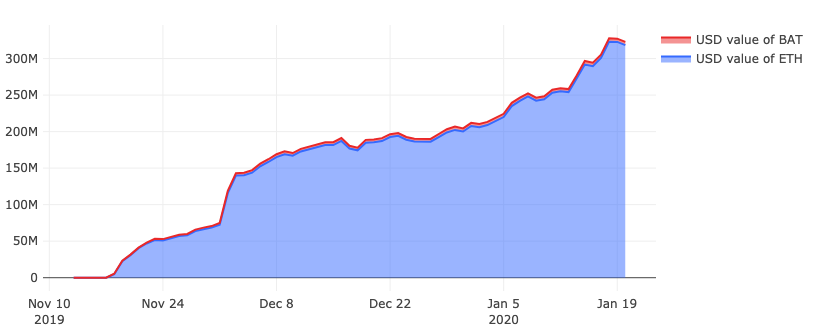 USD value of BAT
USD value of ETH
300M
250M
200M
150M
100M
50M
0
Nov 10
2019
Nov 24
Dec 8
Dec 22
Jan 5
2020
Jan 19